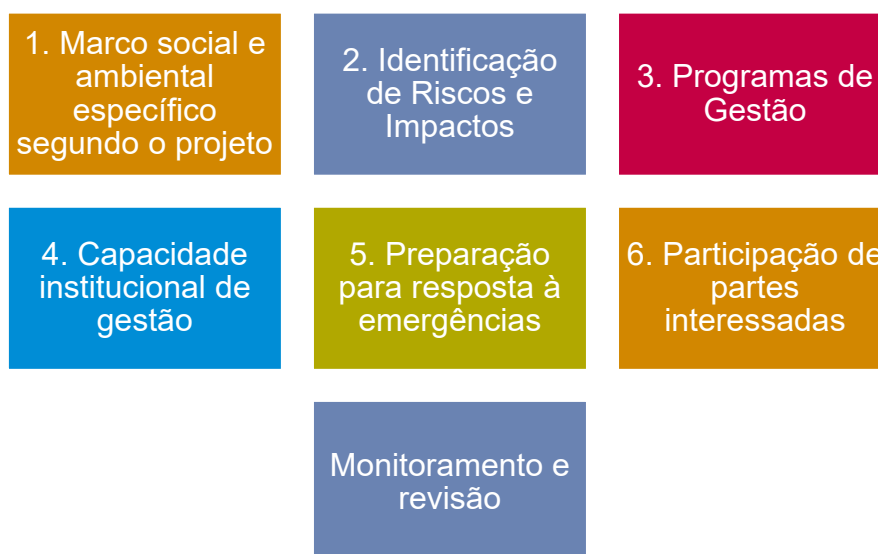 1. Marco social e
ambiental
específico
segundo o projeto
2. Identificação
de Riscos e
Impactos
3. Programas de
Gestão
4. Capacidade
institucional de
gestão
5. Preparação
para resposta à
emergências
6. Participação de
partes
interessadas
Monitoramento e
revisão